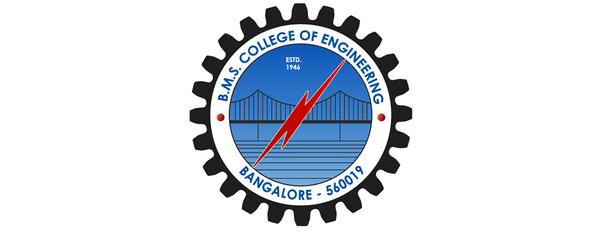 B.M.S. COLLEGE OF ENGINEERING
ESTD.
1946
BANGALORE - 560019